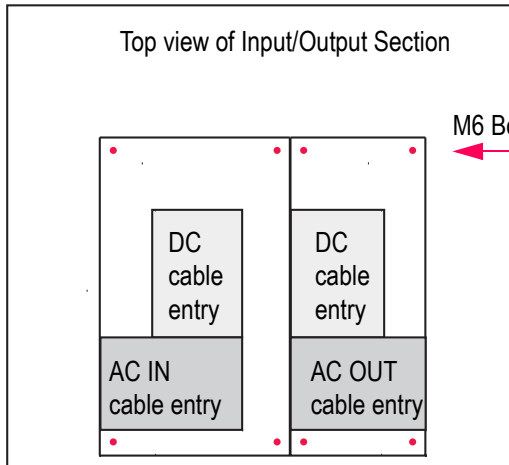 Top view of Input/Output Section
M6
DC
cable
entry
DC
cable
entry
AC IN
cable entry
AC OUT
cable entry